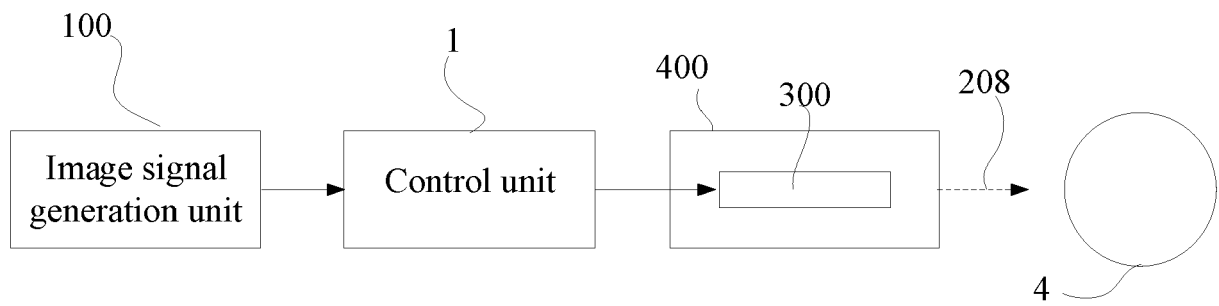 100
1
400
300
208
Image signal
generation unit
Control unit
4